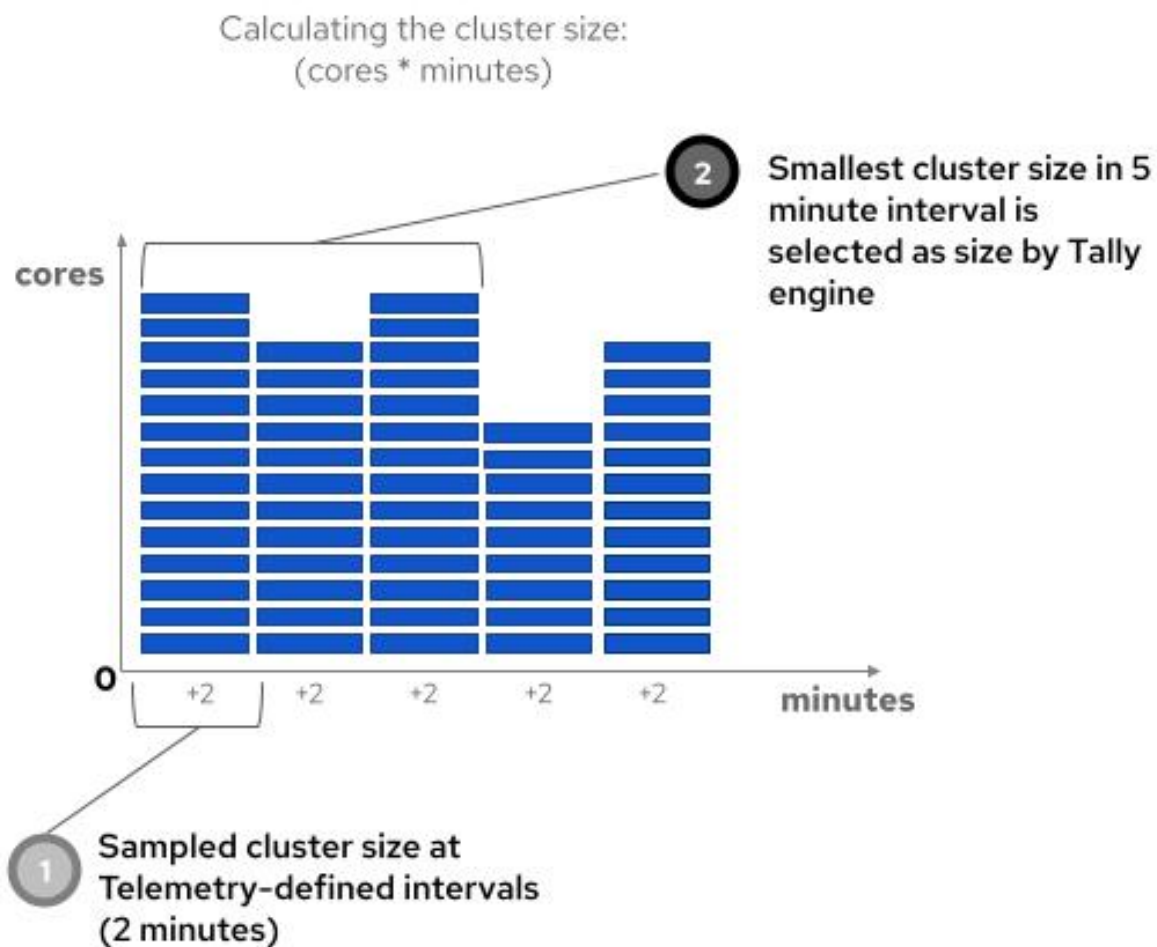 Calculating the cluster size:
(cores * minutes)
2
Smallest cluster size in 5
minute interval is
selected as size by Tally
engine
cores
0
+2 +2 +2 +2 +2
minutes
1
Sampled cluster size at
Telemetry-defined intervals
(2 minutes)